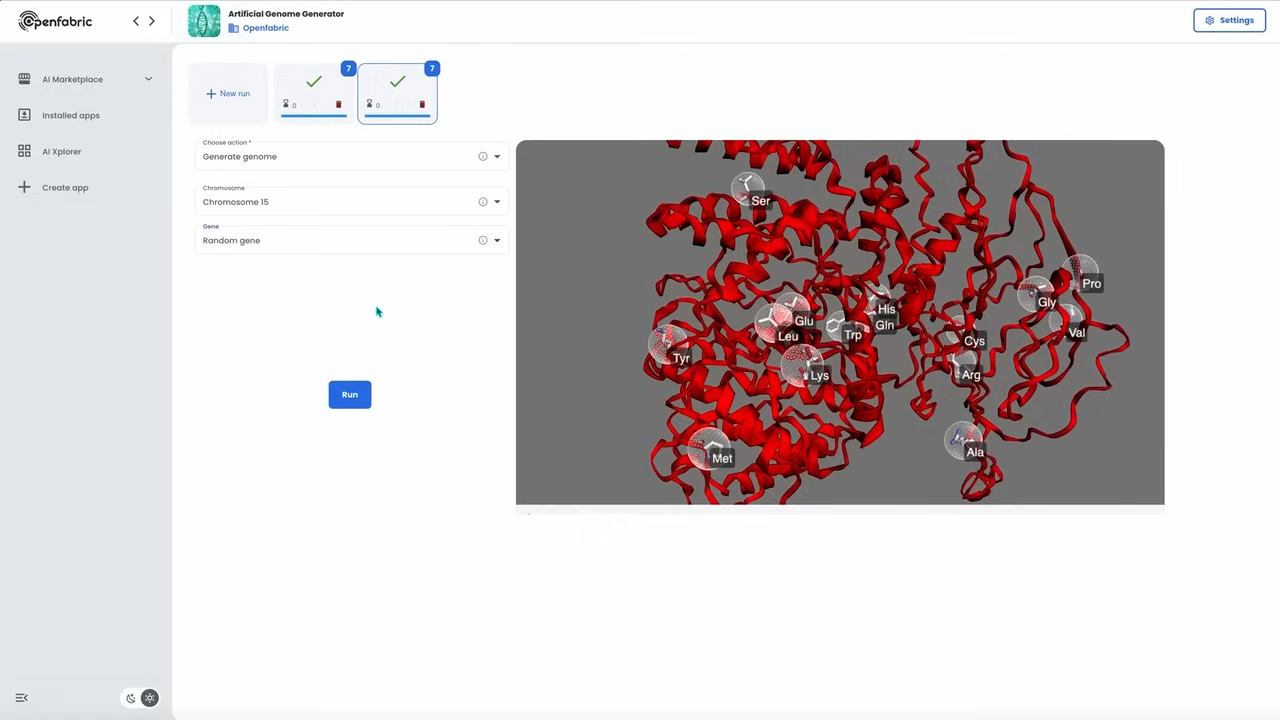 Openfabric
Artificial Genome Generator
Openfabric
Settings
AI Marketplace
Installed apps
AI Xplorer
Create app
New run
7
0
7
0
Choose action *
Generate genome
Chromosome
Chromosome 15
Gene
Random gene
Run
Ser
Pro
Gly
Val
His
Gln
Glu
Leu
Trp
Cys
Tyr
Lys
Arg
Met
Ala